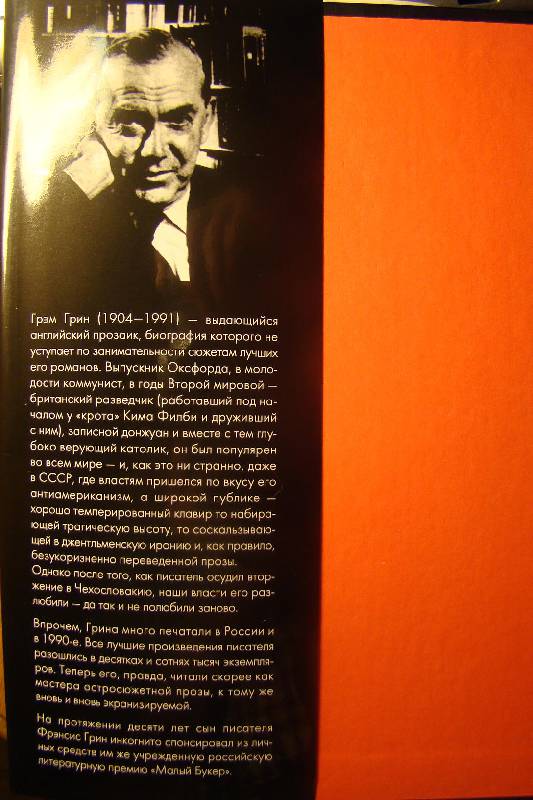 Грэм Грин (1904—1991) — выдающийся
английский прозаик, биография которого не
уступает по занимательности сюжетам лучших
его романов. Выпускник Оксфорда, в моло-
дости коммунист, в годы Второй мировой —
британский разведчик (работавший под на-
чалом у «крота» Кима Филби и друживший
с ним), записной донжуан и вместе с тем глу-
боко верующий католик, он был популярен
во всем мире — и, как это ни странно, даже
в СССР, где властям пришелся по вкусу его
антиамериканизм, а широкой публике —
хорошо темперированный клавир то набира-
ющей трагическую высоту, то соскальзываю-
щей в джентльменскую иронию и, как правило,
безукоризненно переведенной прозы.
Однако после того, как писатель осудил втор-
жение в Чехословакию, наши власти его раз-
любили — да так и не полюбили заново.
Впрочем, Грина много печатали в России и
в 1990-е. Все лучшие произведения писателя
разошлись в десятках и сотнях тысяч экземпля-
ров. Теперь его, правда, читали скорее как
мастера остросюжетной прозы, к тому же
вновь и вновь экранизируемой.
На протяжении десяти лет сын писателя
Фрэнсис Грин инкогнито спонсировал из лич-
ных средств им же учрежденную российскую
литературную премию «Малый Букер».